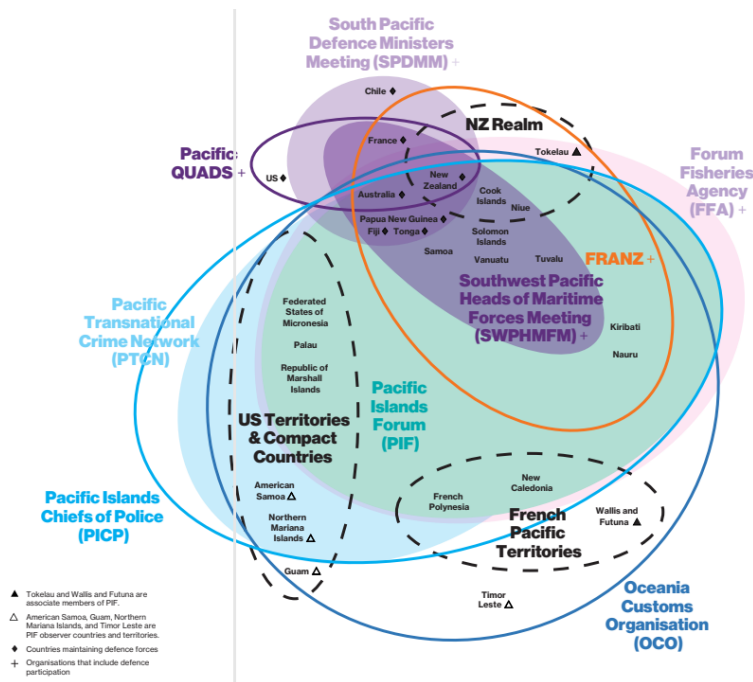 South Pacific
Defence Ministers
Meeting (SPDMM) +
Chile ♦
NZ Realm
France ♦
Tokelau ▲
Pacific
QUADS +
US ♦
New
Zealand ♦
Forum
Fisheries
Agency
(FFA) +
Australia ♦
Cook
Islands
Niue
Papua New Guinea ♦
Fiji ♦ Tonga ♦
Solomon
Islands
Samoa
Vanuatu
Tuvalu
FRANZ +
Southwest Pacific
Heads of Maritime
Forces Meeting
(SWPHMFM) +
Pacific
Transnational
Crime Network
(PTCN)
Federated
States of
Micronesia
Palau
Republic of
Marshall
Islands
Kiribati
Nauru
Pacific
Islands
Forum
(PIF)
US Territories
& Compact
Countries
American
Samoa △
Northern
Mariana
Islands △
Guam △
Pacific Islands
Chiefs of Police
(PICP)
French
Polynesia
New
Caledonia
Wallis and
Futuna ▲
French
Pacific
Territories
Timor
Leste △
Oceania
Customs
Organisation
(OCO)
▲ Tokelau and Wallis and Futuna are
associate members of PIF.
△ American Samoa, Guam, Northern
Mariana Islands, and Timor Leste are
PIF observer countries and territories.
♦ Countries maintaining defence forces
+ Organisations that include defence
participation